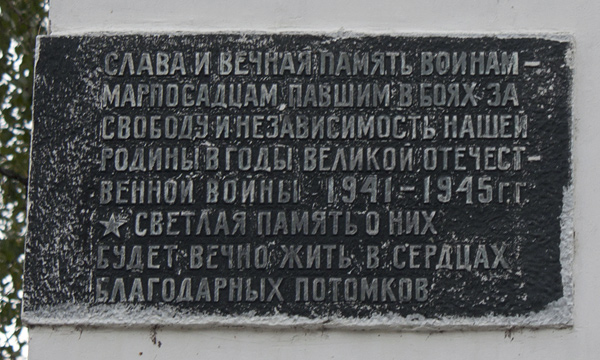 СЛАВА И ВЕЧНАЯ ПАМЯТЬ ВОИНАМ-
МАРПОСАДЦАМ, ПАВШИМ В БОЯХ ЗА
СВОБОДУ И НЕЗАВИСИМОСТЬ НАШЕЙ
РОДИНЫ В ГОДЫ ВЕЛИКОЙ ОТЕЧЕСТ-
ВЕННОЙ ВОЙНЫ 1941-1945 г.г.
★ СВЕТЛАЯ ПАМЯТЬ О НИХ
БУДЕТ ВЕЧНО ЖИТЬ В СЕРДЦАХ
БЛАГОДАРНЫХ ПОТОМКОВ